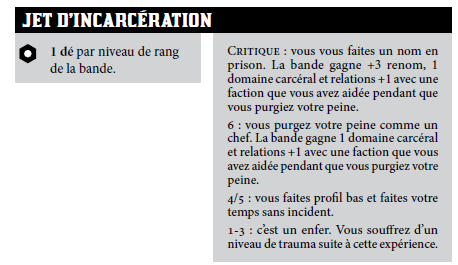 JET D'INCARCÉRATION
1 dé par niveau de rang
de la bande.
CRITIQUE : vous vous faites un nom en
prison. La bande gagne +3 renom, 1
domaine carcéral et relations +1 avec une
faction que vous avez aidée pendant que
vous purgiez votre peine.
6 : vous purgez votre peine comme un
chef. La bande gagne 1 domaine carcéral
et relations +1 avec une faction que vous
avez aidée pendant que vous purgiez votre
peine.
4/5 : vous faites profil bas et faites votre
temps sans incident.
1-3 : c'est un enfer. Vous souffrez d'un
niveau de trauma suite à cette expérience.